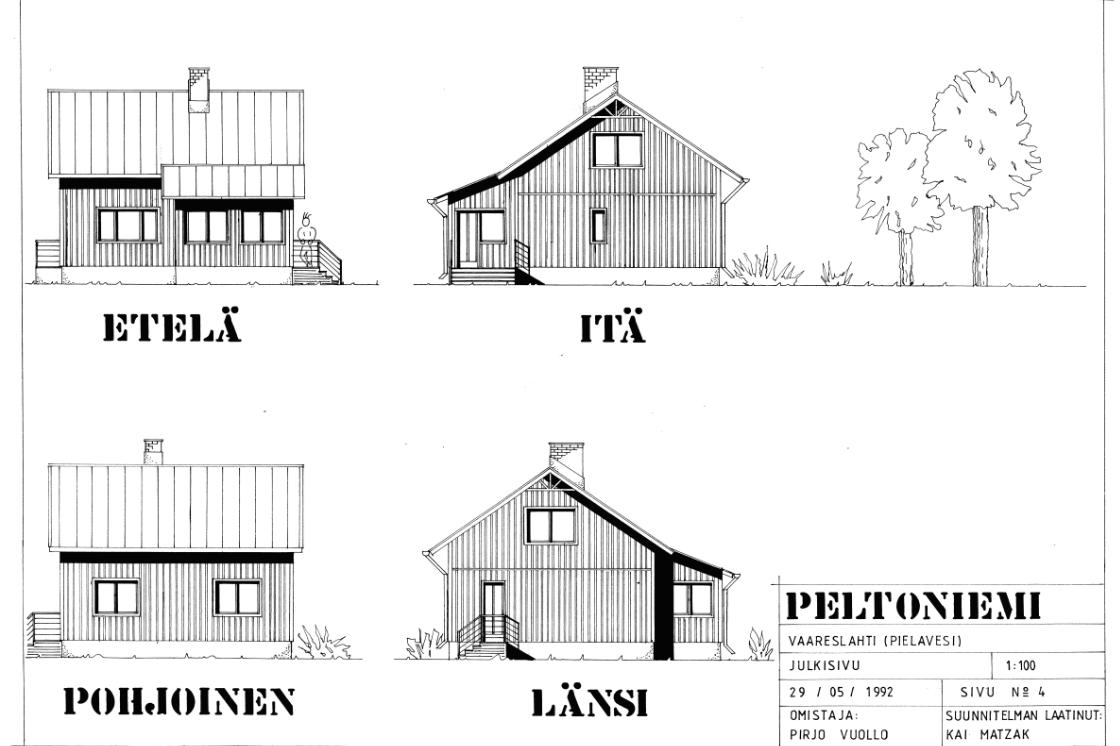 ETELÄ
ITÄ
POHJOINEN
LÄNSI
PELTONIEMI
VAARESLAHTI (PIELAVESI)
JULKISIVU
1:100
29 / 05 / 1992
SIVU Nº 4
OMISTAJA:
PIRJO VUOLLO
SUUNNITELMAN LAATINUT:
KAI MATZAK